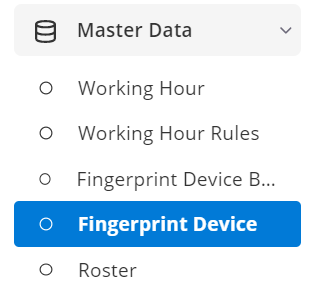 Master Data
Working Hour
Working Hour Rules
Fingerprint Device B...
Fingerprint Device
Roster